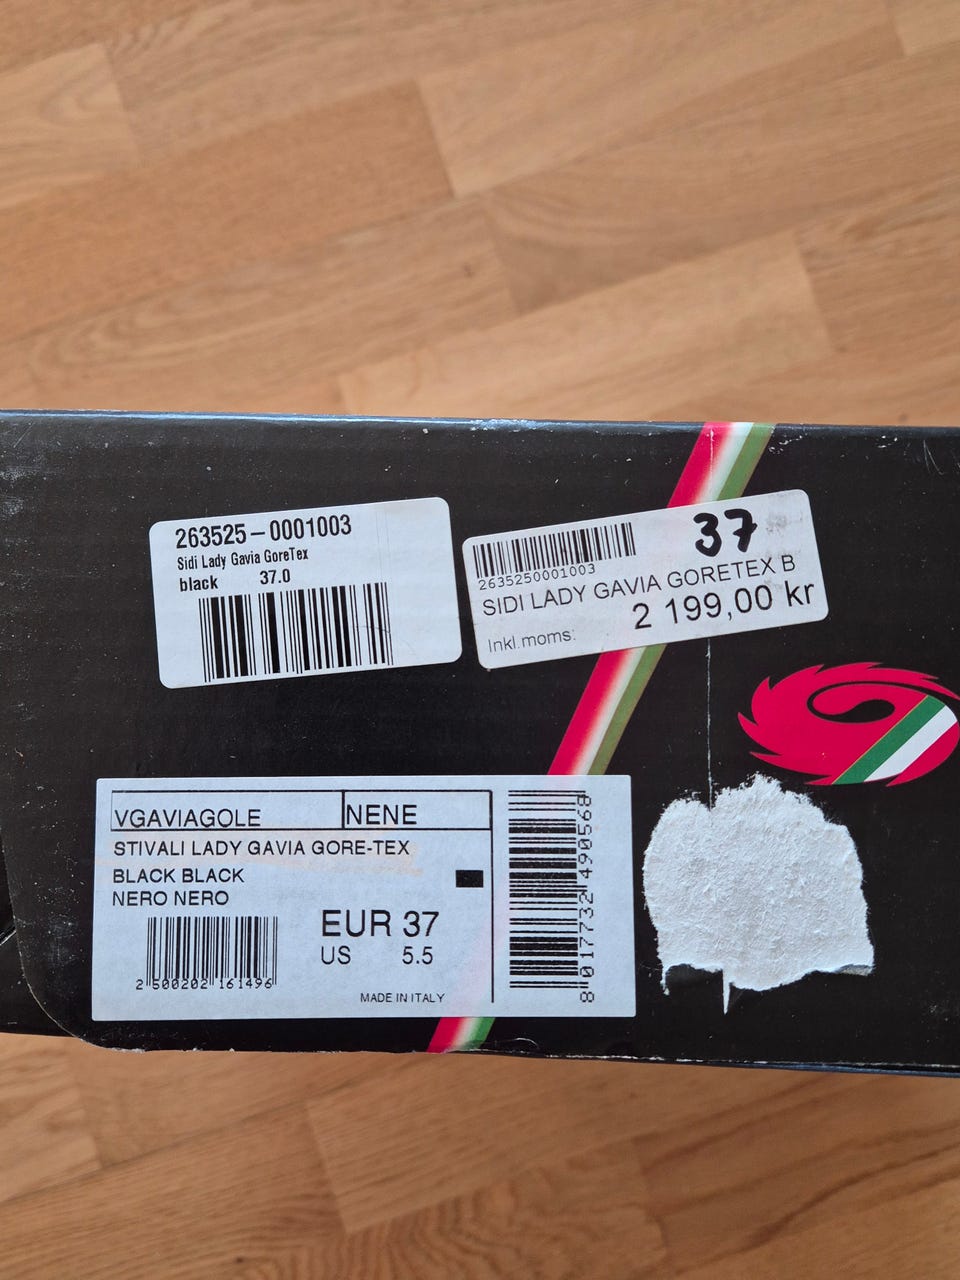 263525-0001003
Sidi Lady Gavia GoreTex
black 37.0
37
2635250001003
SIDI LADY GAVIA GORETEX B
Inkl.moms: 2 199,00 kr
VGAVIAGOLE NENE
STIVALI LADY GAVIA GORE-TEX
BLACK BLACK
NERO NERO
EUR 37
US 5.5
2 500202 161496
MADE IN ITALY
8 017732 490568